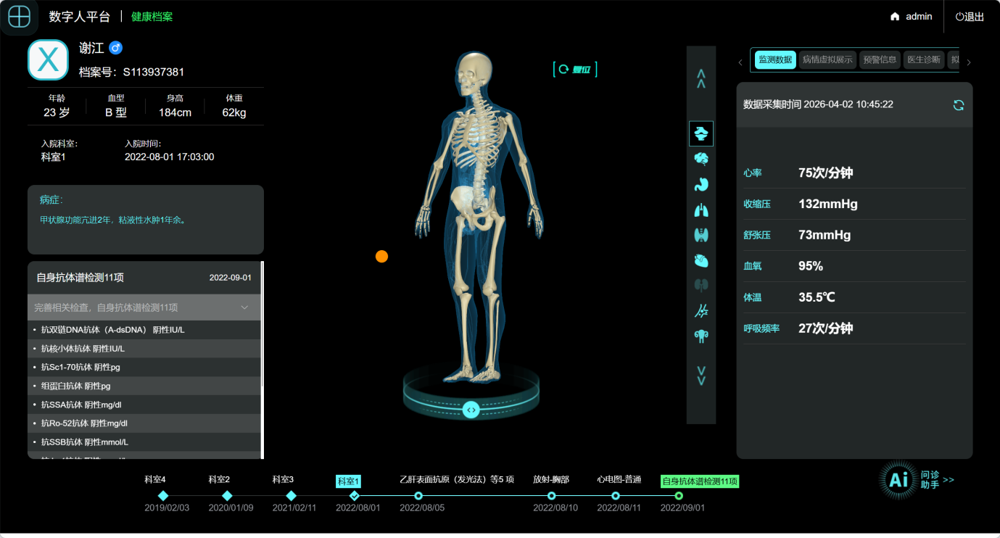 数字人平台 | 健康档案
admin
退出
X
谢江
档案号：S113937381
年龄 血型 身高 体重
23 岁 B 型 184cm 62kg
入院科室: 入院时间:
科室1 2022-08-01 17:03:00
病症:
甲状腺功能亢进2年，粘液性水肿1年余。
自身抗体谱检测11项 2022-09-01
完善相关检查，自身抗体谱检测11项
• 抗双链DNA抗体（A-dsDNA） 阴性IU/L
• 抗核小体抗体 阴性IU/L
• 抗Sc1-70抗体 阴性pg
• 组蛋白抗体 阴性pg
• 抗SSA抗体 阴性mg/dl
• 抗Ro-52抗体 阴性mg/dl
• 抗SSB抗体 阴性mmol/L
复位
监测数据 病情虚拟展示 预警信息 医生诊断 拟
数据采集时间 2026-04-02 10:45:22
心率 75次/分钟
收缩压 132mmHg
舒张压 73mmHg
血氧 95%
体温 35.5℃
呼吸频率 27次/分钟
科室4 科室2 科室3 科室1 乙肝表面抗原（发光法）等5 项 放射-胸部 心电图-普通 自身抗体谱检测11项
2019/02/03 2020/01/09 2021/02/11 2022/08/01 2022/08/05 2022/08/10 2022/08/11 2022/09/01
Ai 问诊
助手 >>